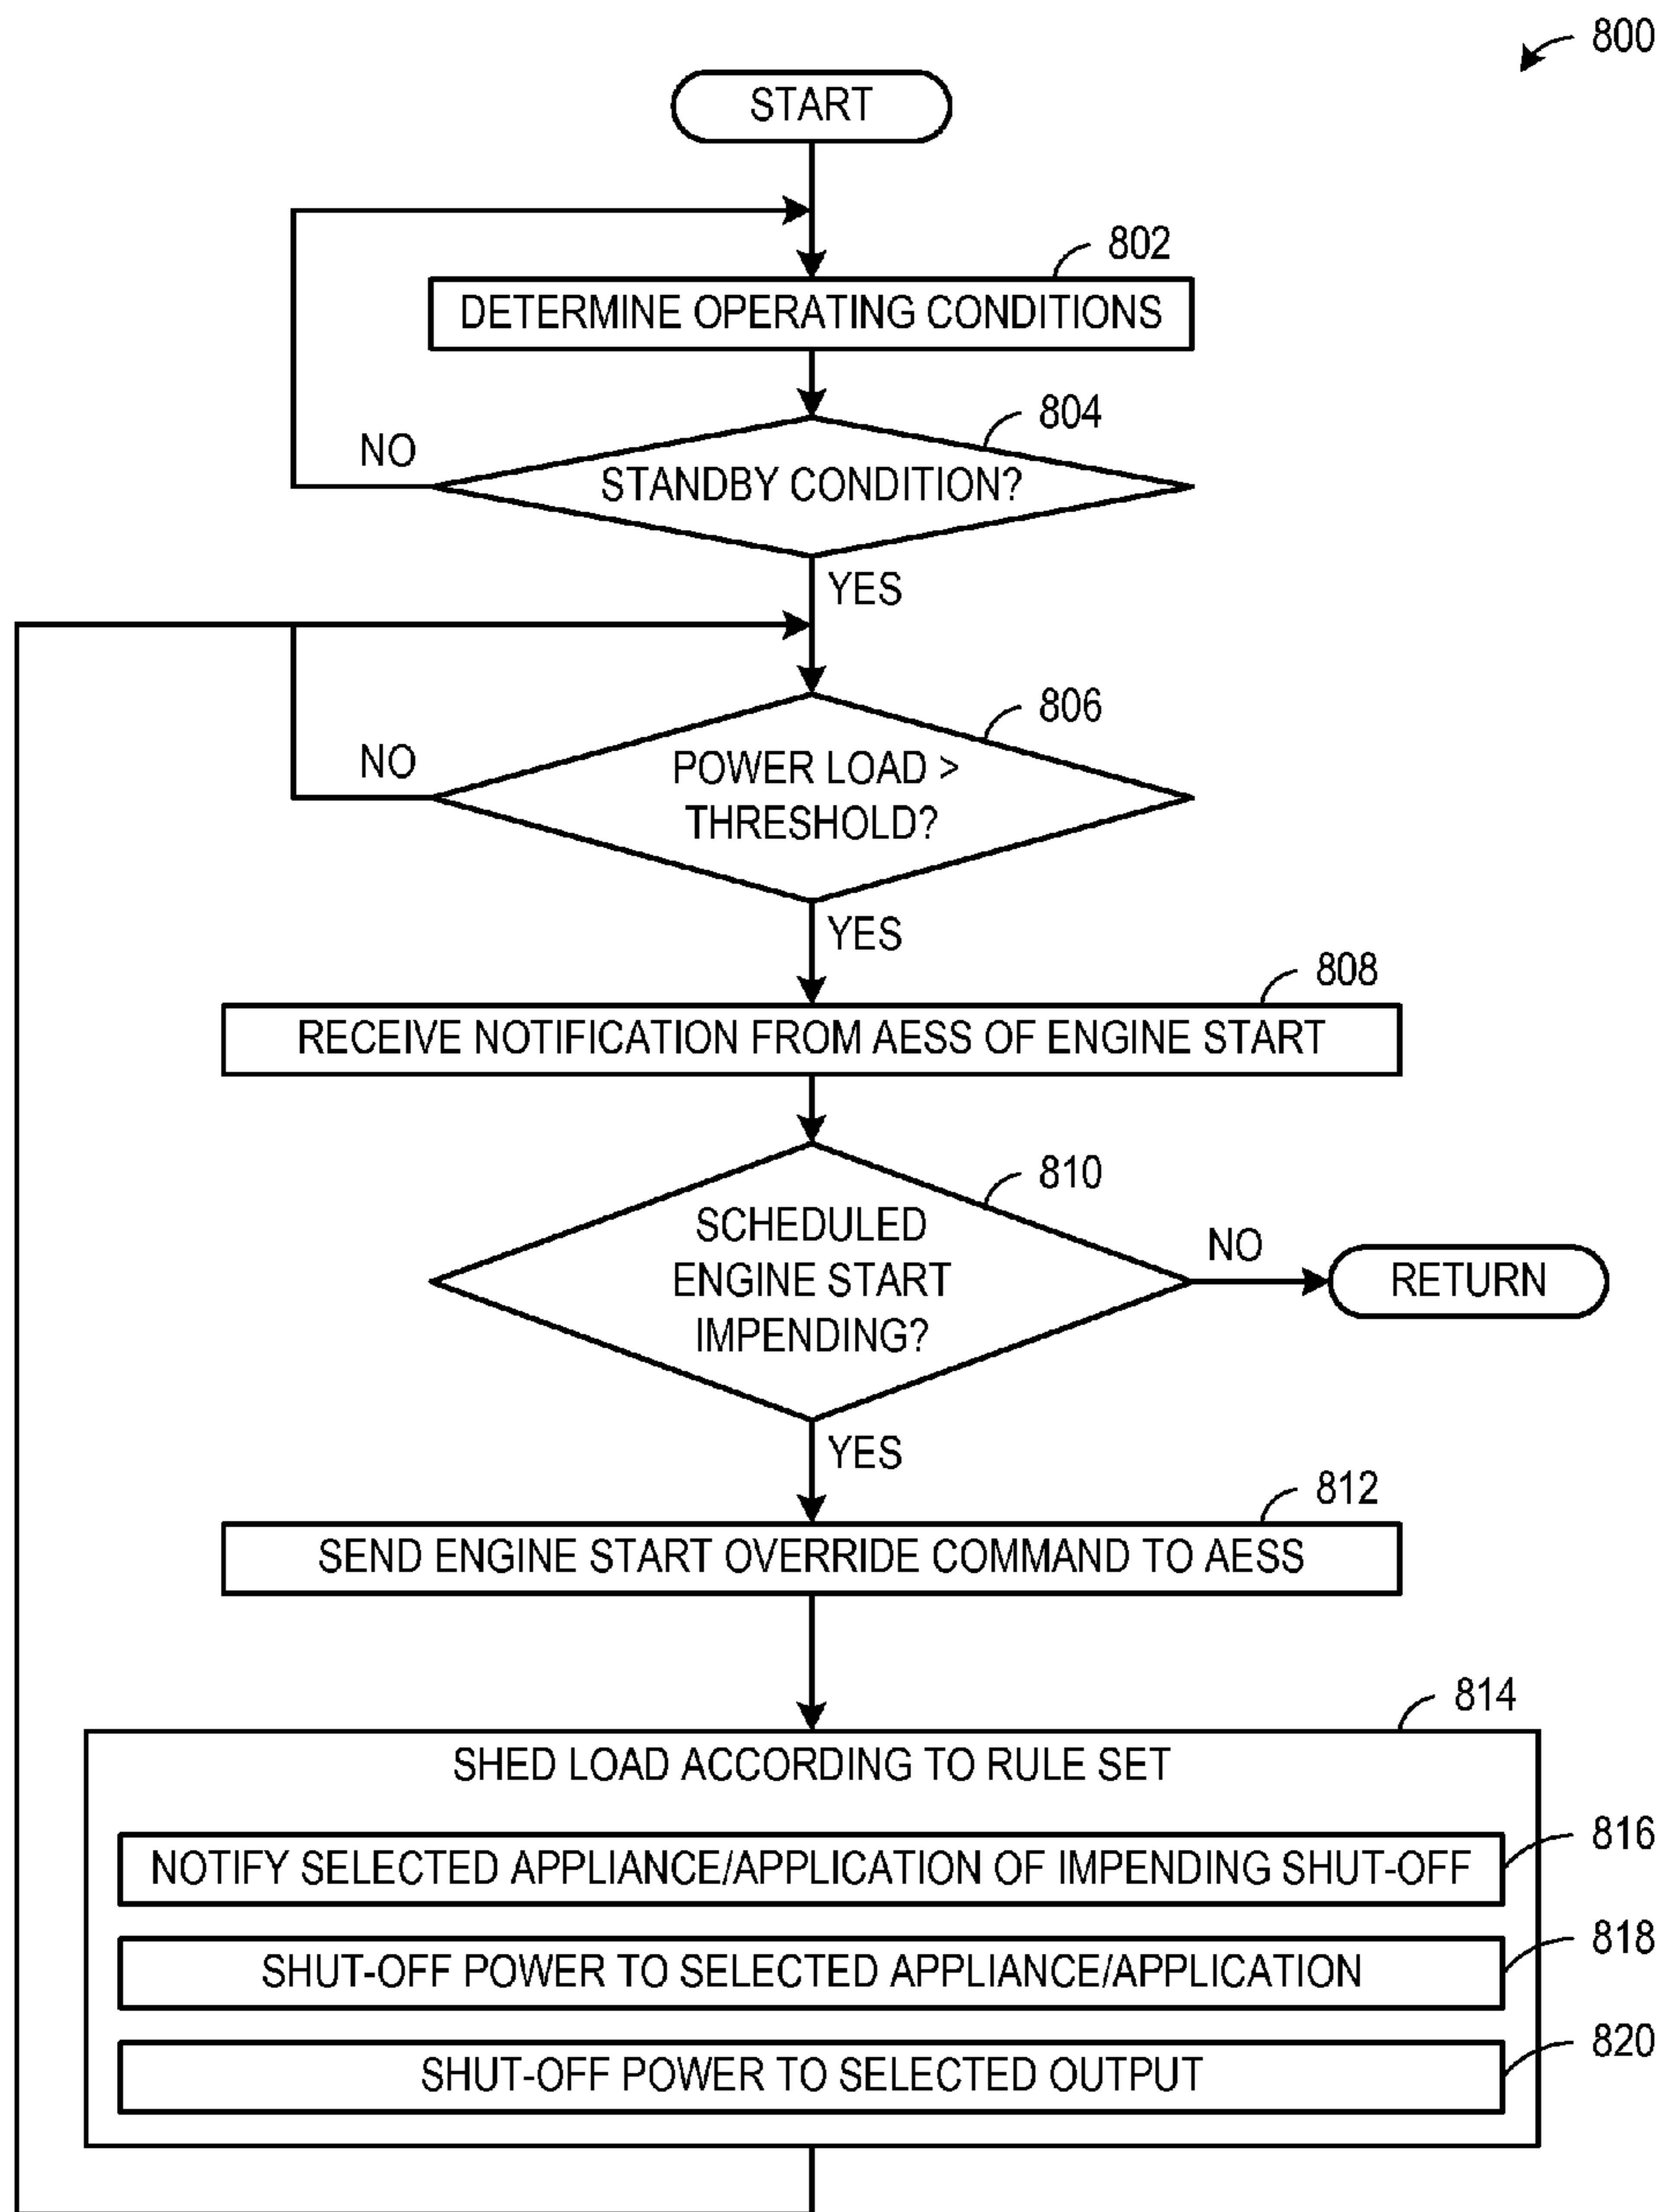 800
START
802
DETERMINE OPERATING CONDITIONS
804
NO
STANDBY CONDITION?
YES
806
NO
POWER LOAD >
THRESHOLD?
YES
808
RECEIVE NOTIFICATION FROM AESS OF ENGINE START
810
SCHEDULED
ENGINE START
IMPENDING?
NO
RETURN
YES
812
SEND ENGINE START OVERRIDE COMMAND TO AESS
814
SHED LOAD ACCORDING TO RULE SET
816
NOTIFY SELECTED APPLIANCE/APPLICATION OF IMPENDING SHUT-OFF
818
SHUT-OFF POWER TO SELECTED APPLIANCE/APPLICATION
820
SHUT-OFF POWER TO SELECTED OUTPUT